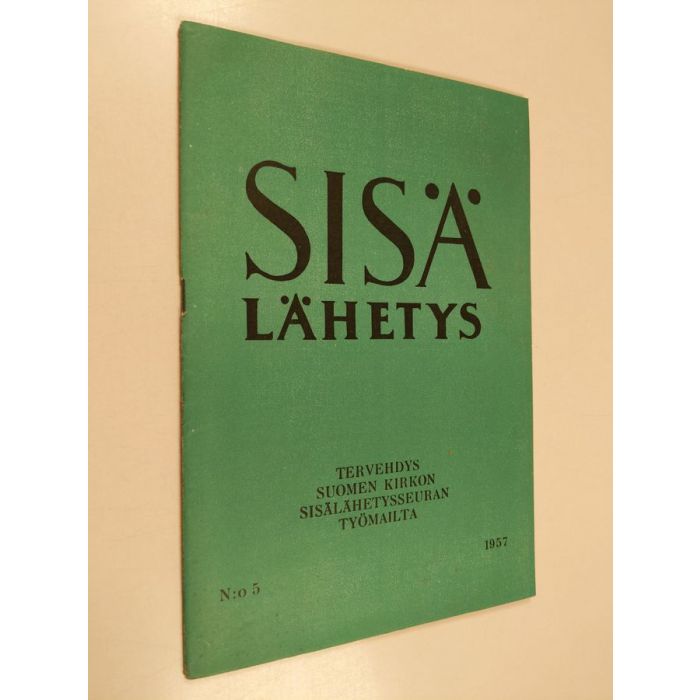 SISÄ
LÄHETYS
TERVEHDYS
SUOMEN KIRKON
SISÄLÄHETYSSEURAN
TYÖMAILTA
N:o 5
1957